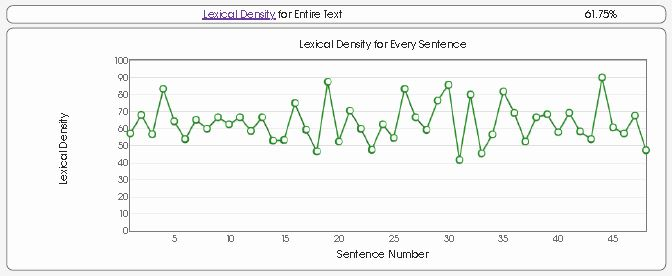 Lexical Density for Entire Text 61.75%
Lexical Density for Every Sentence
100
90
80
70
60
50
40
30
20
10
0
Lexical Density
5 10 15 20 25 30 35 40 45
Sentence Number